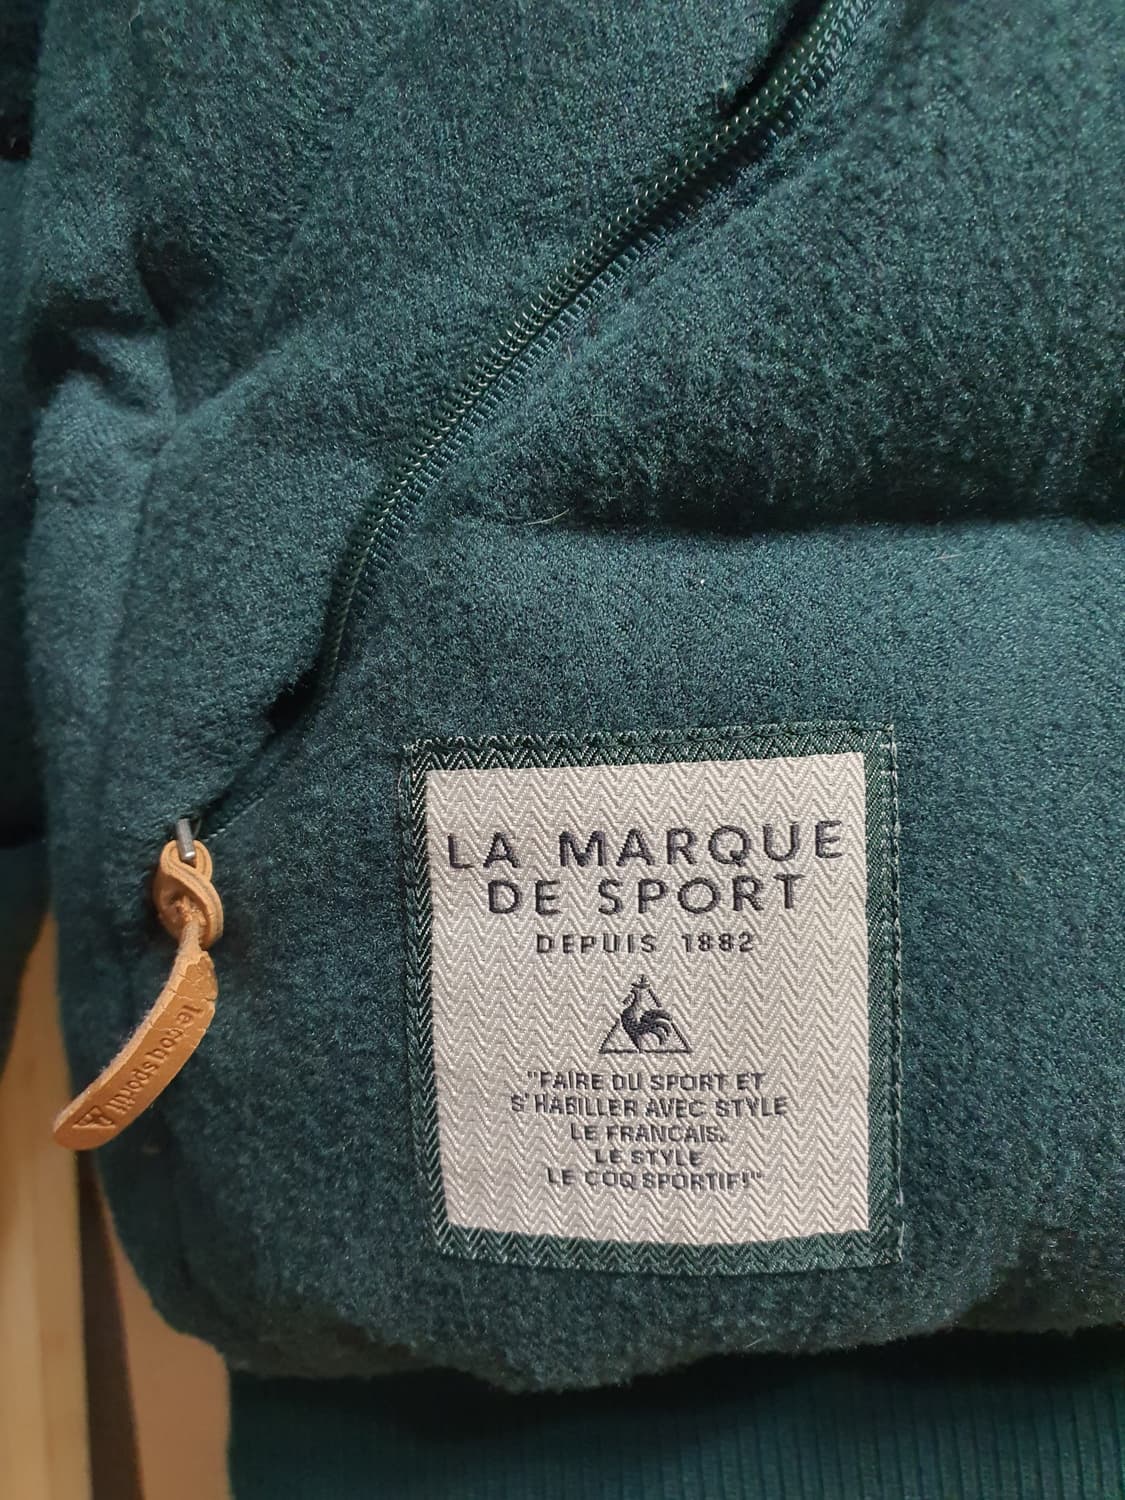 LA MARQUE
DE SPORT
DEPUIS 1882
"FAIRE DU SPORT ET
S'HABILLER AVEC STYLE
LE FRANCAIS.
LE STYLE
LE COQ SPORTIF!"
le coq sportif